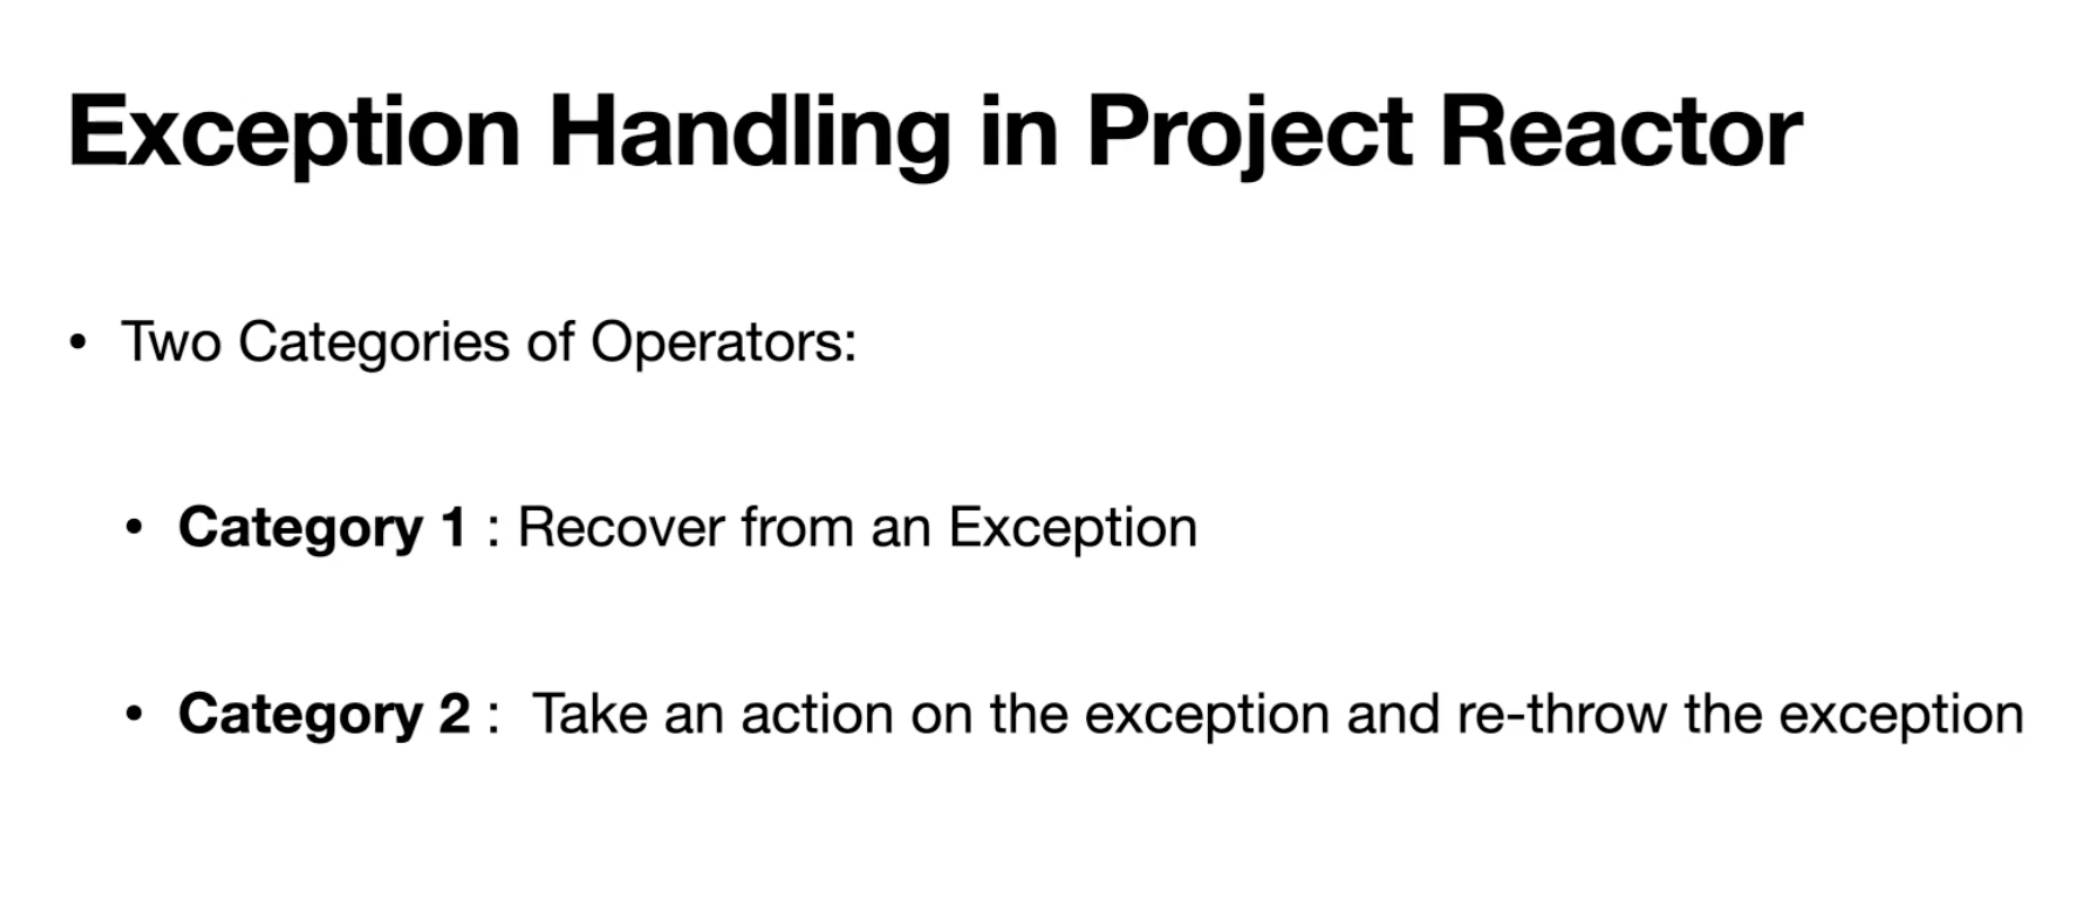 Exception Handling in Project Reactor
• Two Categories of Operators:
• Category 1 : Recover from an Exception
• Category 2 : Take an action on the exception and re-throw the exception